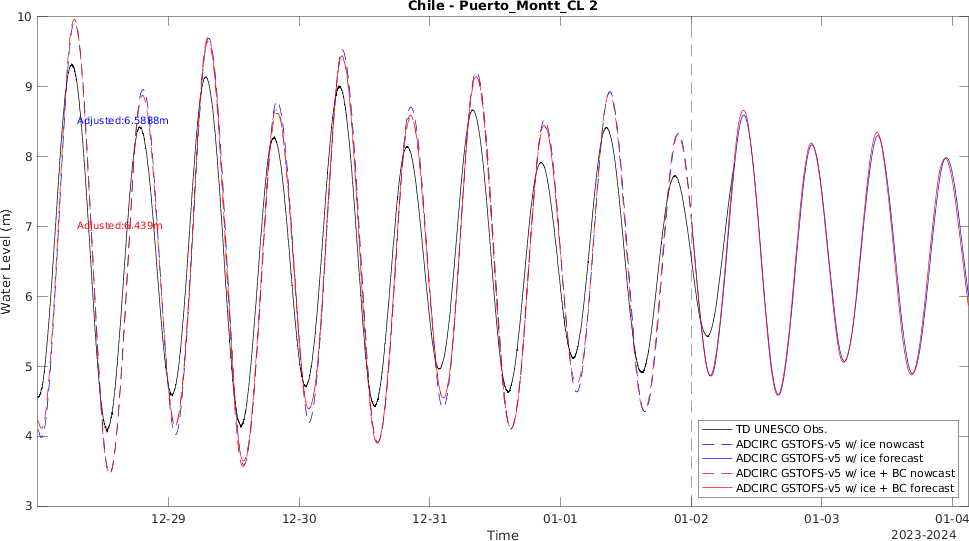 Chile - Puerto_Montt_CL 2
10
9
8
7
6
5
4
3
Water Level (m)
Adjusted:6.5888m
Adjusted:6.439m
TD UNESCO Obs.
ADCIRC GSTOFS-v5 w/ ice nowcast
ADCIRC GSTOFS-v5 w/ ice forecast
ADCIRC GSTOFS-v5 w/ ice + BC nowcast
ADCIRC GSTOFS-v5 w/ ice + BC forecast
12-29
12-30
12-31
01-01
01-02
01-03
01-04
Time
2023-2024